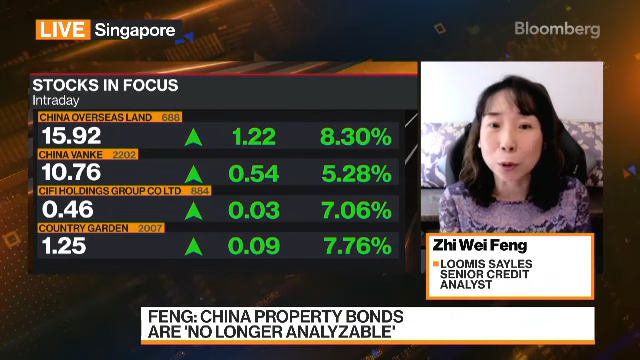 LIVE Singapore
Bloomberg
STOCKS IN FOCUS
Intraday
CHINA OVERSEAS LAND 688
15.92 1.22 8.30%
CHINA VANKE 2202
10.76 0.54 5.28%
CIFI HOLDINGS GROUP CO LTD 884
0.46 0.03 7.06%
COUNTRY GARDEN 2007
1.25 0.09 7.76%
Zhi Wei Feng
LOOMIS SAYLES
SENIOR CREDIT
ANALYST
FENG: CHINA PROPERTY BONDS
ARE 'NO LONGER ANALYZABLE'